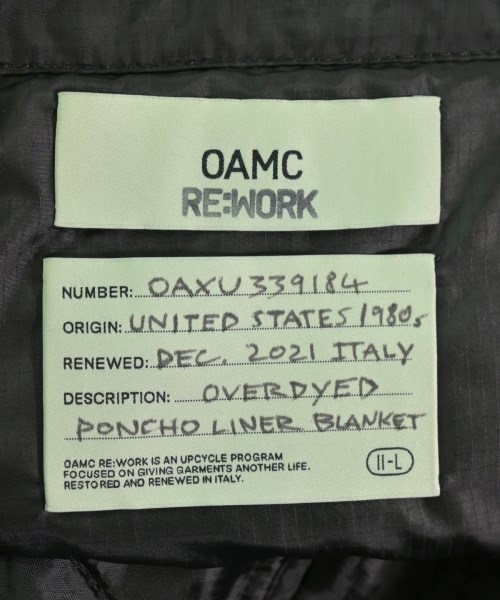 OAMC
RE:WORK
NUMBER: OAXU339184
ORIGIN: UNITED STATES/1980s
RENEWED: DEC. 2021 ITALY
DESCRIPTION: OVERDYED
PONCHO LINER BLANKET
OAMC RE:WORK IS AN UPCYCLE PROGRAM
FOCUSED ON GIVING GARMENTS ANOTHER LIFE.
RESTORED AND RENEWED IN ITALY.
II-L